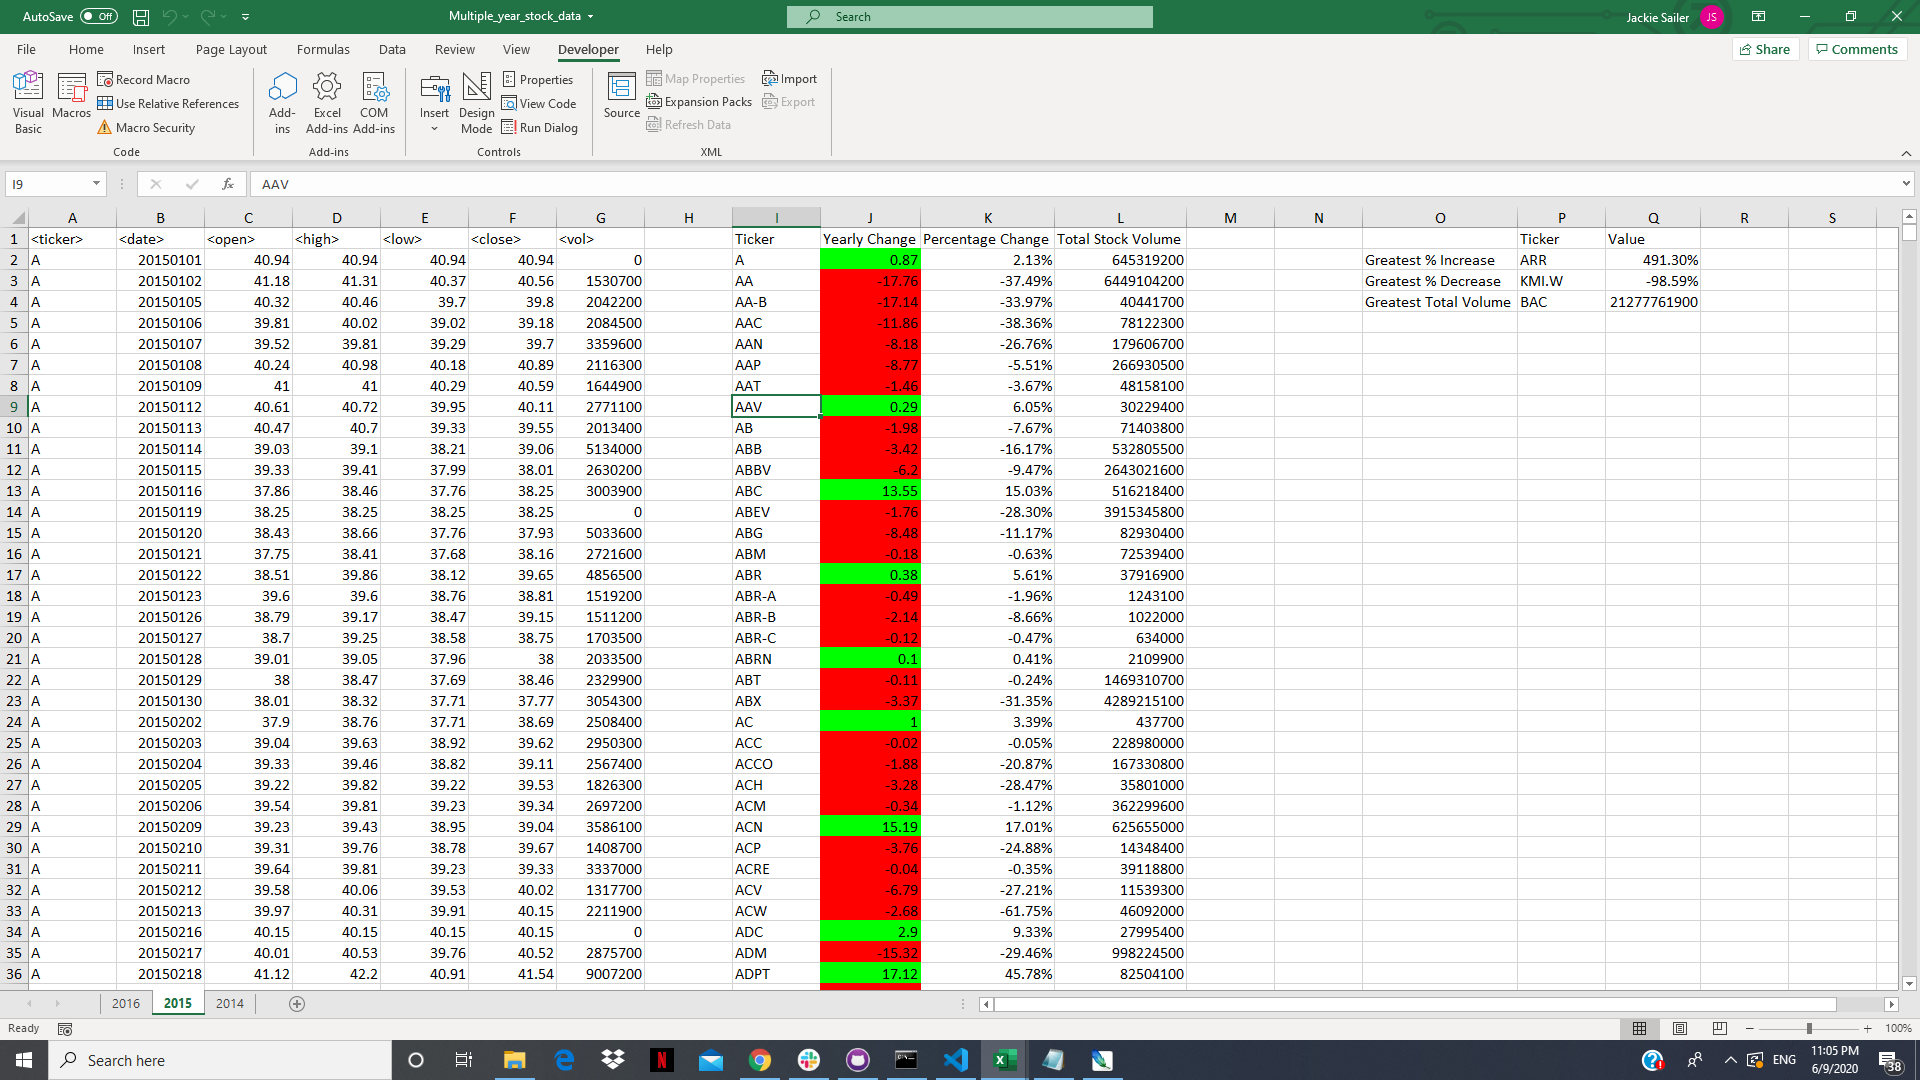 AutoSave Off Multiple_year_stock_data Search Jackie Sailer JS
File Home Insert Page Layout Formulas Data Review View Developer Help Share Comments
Visual Basic Macros Record Macro Use Relative References Macro Security Code
Add-ins Excel Add-ins COM Add-ins Add-ins
Insert Design Mode Properties View Code Run Dialog Controls
Source Map Properties Expansion Packs Refresh Data Import Export XML
I9 fx AAV
A B C D E F G H I J K L M N O P Q R S
1 <ticker> <date> <open> <high> <low> <close> <vol> Ticker Yearly Change Percentage Change Total Stock Volume Ticker Value
2 A 20150101 40.94 40.94 40.94 40.94 0 A 0.87 2.13% 645319200 Greatest % Increase ARR 491.30%
3 A 20150102 41.18 41.31 40.37 40.56 1530700 AA -17.76 -37.49% 6449104200 Greatest % Decrease KMI.W -98.59%
4 A 20150105 40.32 40.46 39.7 39.8 2042200 AA-B -17.14 -33.97% 40441700 Greatest Total Volume BAC 21277761900
5 A 20150106 39.81 40.02 39.02 39.18 2084500 AAC -11.86 -38.36% 78122300
6 A 20150107 39.52 39.81 39.29 39.7 3359600 AAN -8.18 -26.76% 179606700
7 A 20150108 40.24 40.98 40.18 40.89 2116300 AAP -8.77 -5.51% 266930500
8 A 20150109 41 41 40.29 40.59 1644900 AAT -1.46 -3.67% 48158100
9 A 20150112 40.61 40.72 39.95 40.11 2771100 AAV 0.29 6.05% 30229400
10 A 20150113 40.47 40.7 39.33 39.55 2013400 AB -1.98 -7.67% 71403800
11 A 20150114 39.03 39.1 38.21 39.06 5134000 ABB -3.42 -16.17% 532805500
12 A 20150115 39.33 39.41 37.99 38.01 2630200 ABBV -6.2 -9.47% 2643021600
13 A 20150116 37.86 38.46 37.76 38.25 3003900 ABC 13.55 15.03% 516218400
14 A 20150119 38.25 38.25 38.25 38.25 0 ABEV -1.76 -28.30% 3915345800
15 A 20150120 38.43 38.66 37.76 37.93 5033600 ABG -8.48 -11.17% 82930400
16 A 20150121 37.75 38.41 37.68 38.16 2721600 ABM -0.18 -0.63% 72539400
17 A 20150122 38.51 39.86 38.12 39.65 4856500 ABR 0.38 5.61% 37916900
18 A 20150123 39.6 39.6 38.76 38.81 1519200 ABR-A -0.49 -1.96% 1243100
19 A 20150126 38.79 39.17 38.47 39.15 1511200 ABR-B -2.14 -8.66% 1022000
20 A 20150127 38.7 39.25 38.58 38.75 1703500 ABR-C -0.12 -0.47% 634000
21 A 20150128 39.01 39.05 37.96 38 2033500 ABRN 0.1 0.41% 2109900
22 A 20150129 38 38.47 37.69 38.46 2329900 ABT -0.11 -0.24% 1469310700
23 A 20150130 38.01 38.32 37.71 37.77 3054300 ABX -3.37 -31.35% 4289215100
24 A 20150202 37.9 38.76 37.71 38.69 2508400 AC 1 3.39% 437700
25 A 20150203 39.04 39.63 38.92 39.62 2950300 ACC -0.02 -0.05% 228980000
26 A 20150204 39.33 39.46 38.82 39.11 2567400 ACCO -1.88 -20.87% 167330800
27 A 20150205 39.22 39.82 39.22 39.53 1826300 ACH -3.28 -28.47% 35801000
28 A 20150206 39.54 39.81 39.23 39.34 2697200 ACM -0.34 -1.12% 362299600
29 A 20150209 39.23 39.43 38.95 39.04 3586100 ACN 15.19 17.01% 625655000
30 A 20150210 39.31 39.76 38.78 39.67 1408700 ACP -3.76 -24.88% 14348400
31 A 20150211 39.64 39.81 39.23 39.33 3337000 ACRE -0.04 -0.35% 39118800
32 A 20150212 39.58 40.06 39.53 40.02 1317700 ACV -6.79 -27.21% 11539300
33 A 20150213 39.97 40.31 39.91 40.15 2211900 ACW -2.68 -61.75% 46092000
34 A 20150216 40.15 40.15 40.15 40.15 0 ADC 2.9 9.33% 27995400
35 A 20150217 40.01 40.53 39.76 40.52 2875700 ADM -15.32 -29.46% 998224500
36 A 20150218 41.12 42.2 40.91 41.54 9007200 ADPT 17.12 45.78% 82504100
2016 2015 2014
Ready 100%
Search here ENG 11:05 PM
6/9/2020 38